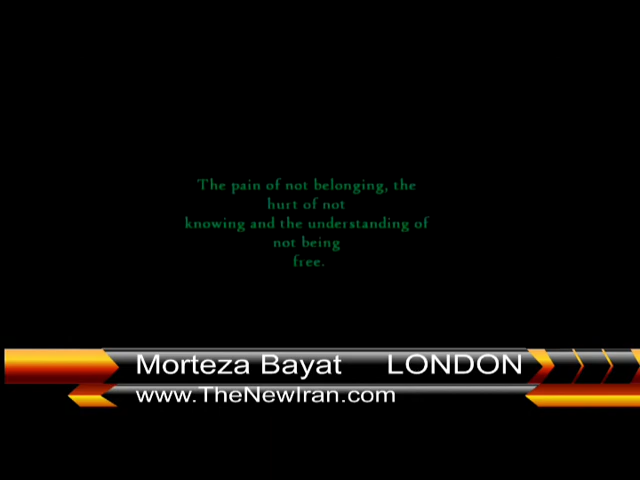 The pain of not belonging, the
hurt of not
knowing and the understanding of
not being
free.
Morteza Bayat LONDON
www.TheNewIran.com